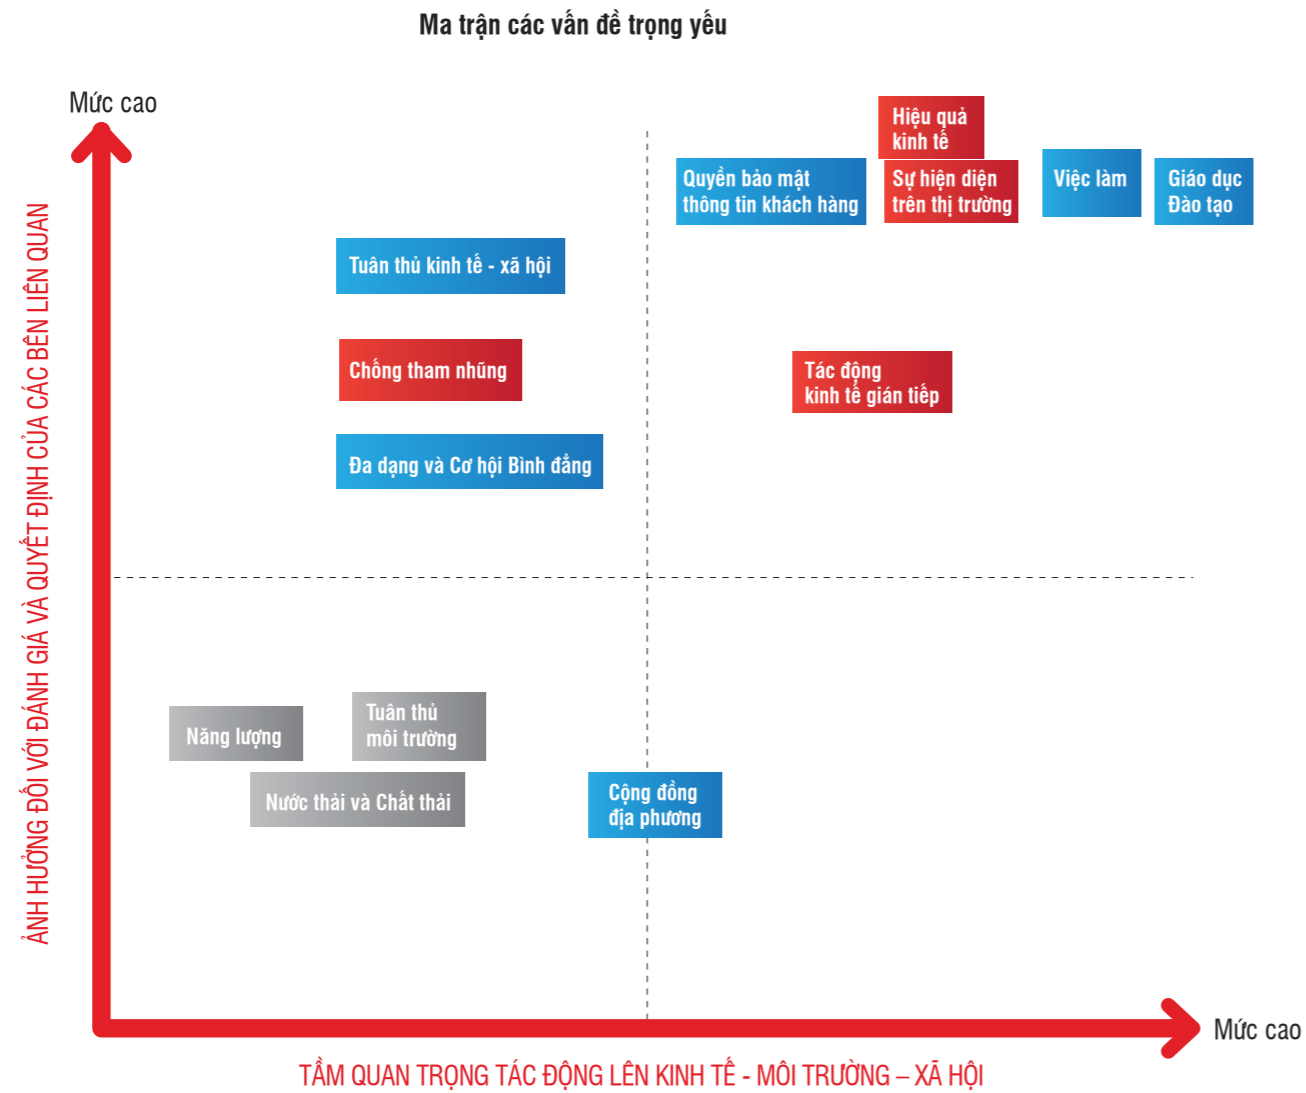 Ma trận các vấn đề trọng yếu
Mức cao
Hiệu quả
kinh tế
Quyền bảo mật
thông tin khách hàng
Sự hiện diện
trên thị trường
Việc làm
Giáo dục
Đào tạo
Tuân thủ kinh tế - xã hội
Chống tham nhũng
Tác động
kinh tế gián tiếp
Đa dạng và Cơ hội Bình đẳng
ẢNH HƯỞNG ĐỐI VỚI ĐÁNH GIÁ VÀ QUYẾT ĐỊNH CỦA CÁC BÊN LIÊN QUAN
Năng lượng
Tuân thủ
môi trường
Nước thải và Chất thải
Cộng đồng
địa phương
Mức cao
TẦM QUAN TRỌNG TÁC ĐỘNG LÊN KINH TẾ - MÔI TRƯỜNG – XÃ HỘI